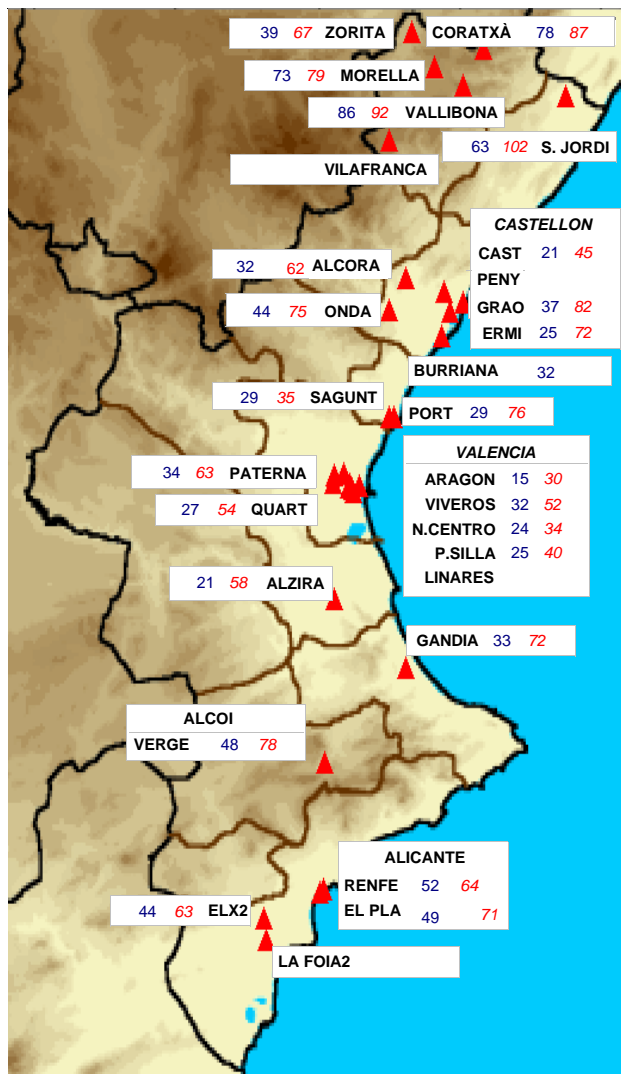 39 67 ZORITA
CORATXÀ 78 87
73 79 MORELLA
86 92 VALLIBONA
63 102 S. JORDI
VILAFRANCA
CASTELLON
CAST 21 45
PENY
GRAO 37 82
ERMI 25 72
32 62 ALCORA
44 75 ONDA
BURRIANA 32
29 35 SAGUNT
PORT 29 76
VALENCIA
ARAGON 15 30
VIVEROS 32 52
N.CENTRO 24 34
P.SILLA 25 40
LINARES
34 63 PATERNA
27 54 QUART
21 58 ALZIRA
GANDIA 33 72
ALCOI
VERGE 48 78
ALICANTE
RENFE 52 64
EL PLA 49 71
44 63 ELX2
LA FOIA2